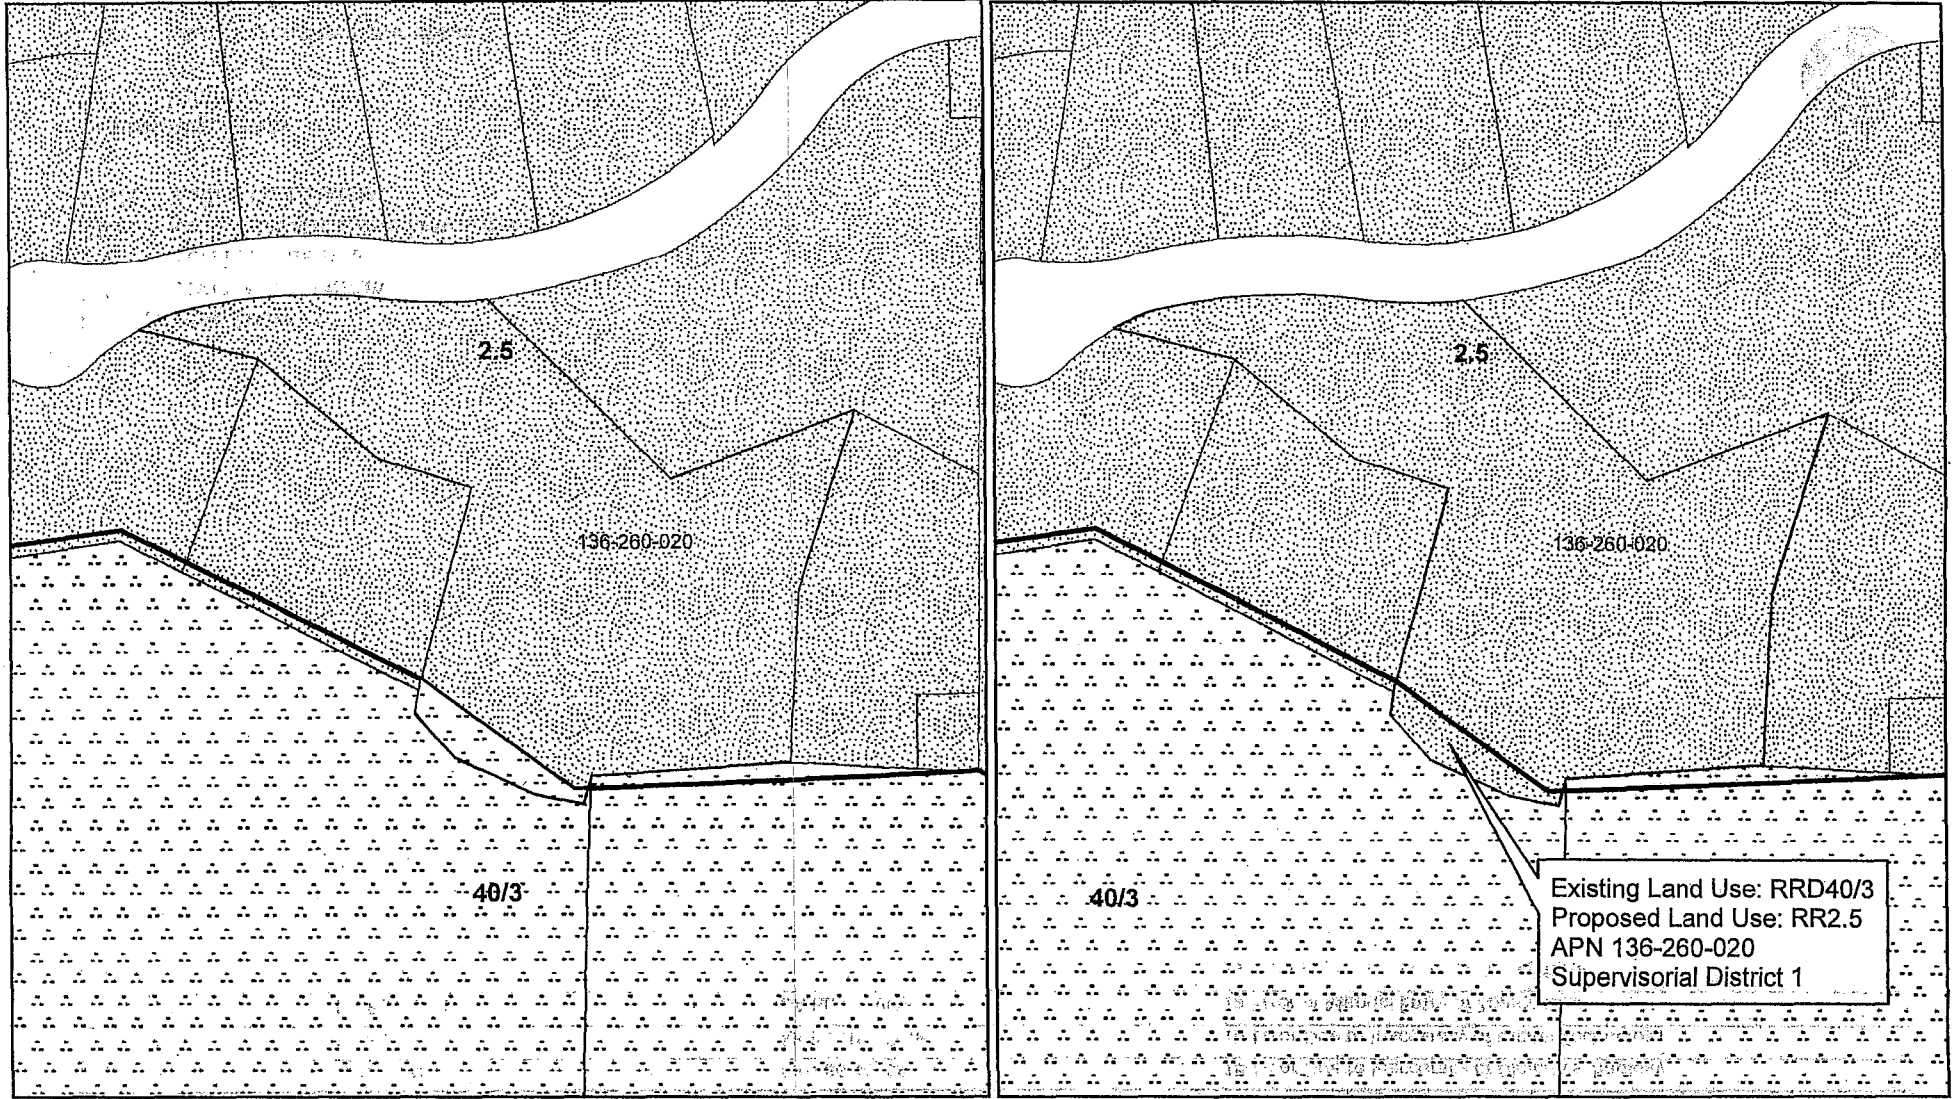 2.5
136-260-020
40/3
2.5
136-260-020
40/3
Existing Land Use: RRD40/3
Proposed Land Use: RR2.5
APN 136-260-020
Supervisorial District 1